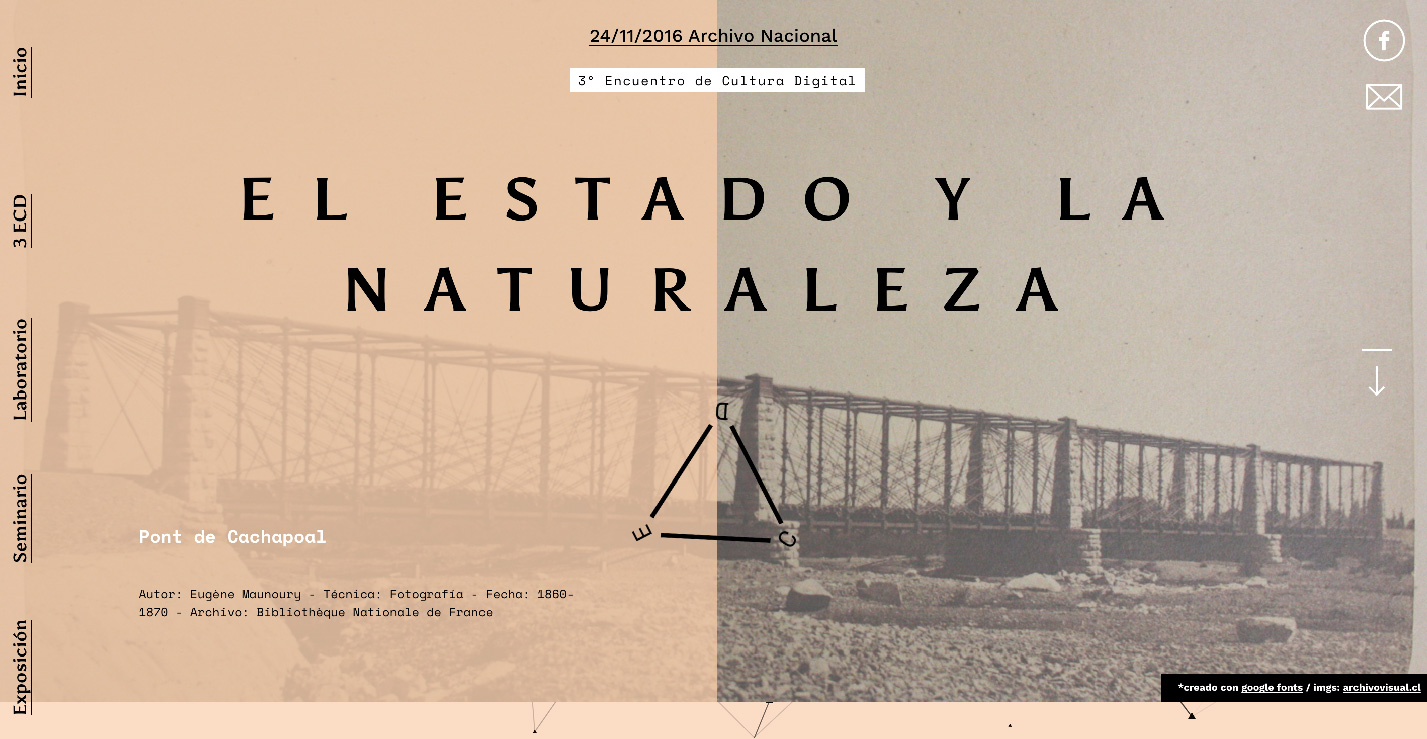 24/11/2016 Archivo Nacional
3° Encuentro de Cultura Digital
Inicio
3 ECD
Laboratorio
Seminario
Exposición
EL ESTADO Y LA
NATURALEZA
D
E
C
Pont de Cachapoal
Autor: Eugène Maunoury - Técnica: Fotografía - Fecha: 1860-
1870 - Archivo: Bibliothèque Nationale de France
*creado con google fonts / imgs: archivovisual.cl